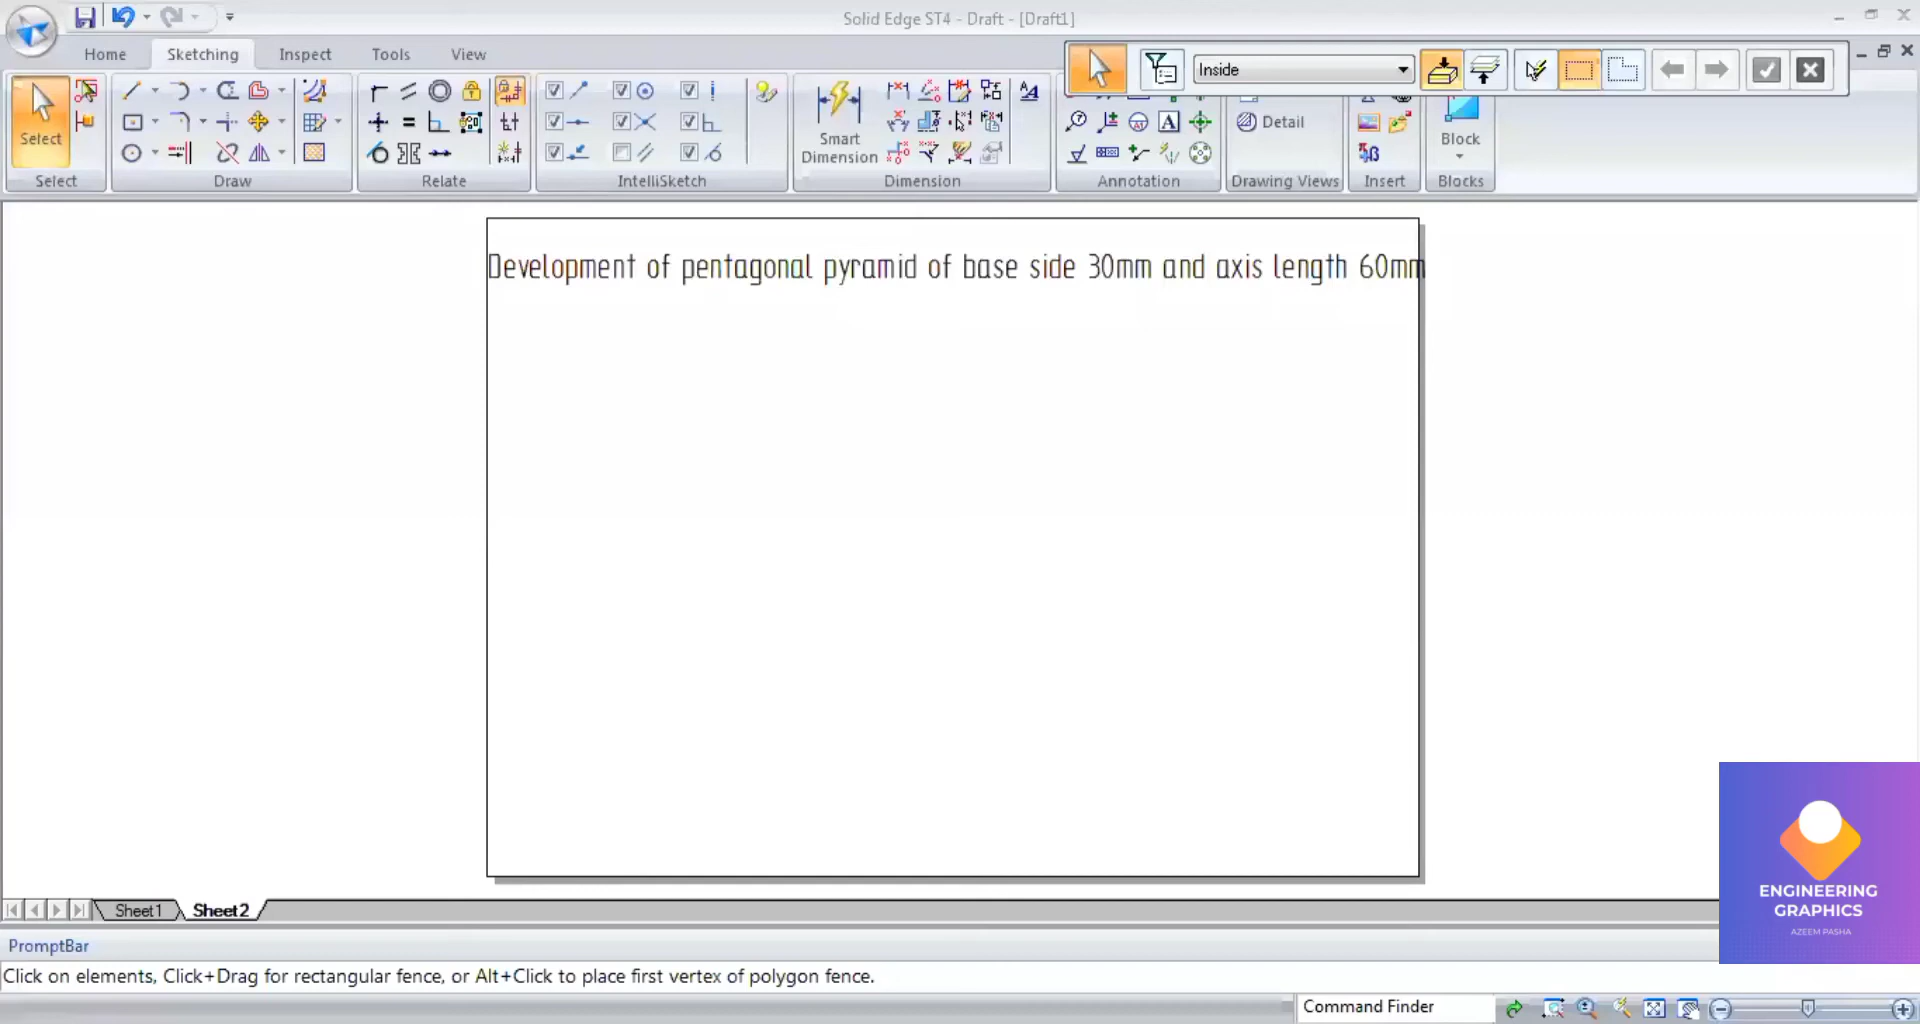 Solid Edge ST4 - Draft - [Draft1]
Home Sketching Inspect Tools View
Inside
Select
Smart
Dimension
Detail
Block
Select Draw Relate IntelliSketch Dimension Annotation Drawing Views Insert Blocks
Development of pentagonal pyramid of base side 30mm and axis length 60mm
ENGINEERING
GRAPHICS
AZEEM PASHA
Sheet1 Sheet2
PromptBar
Click on elements, Click+Drag for rectangular fence, or Alt+Click to place first vertex of polygon fence.
Command Finder